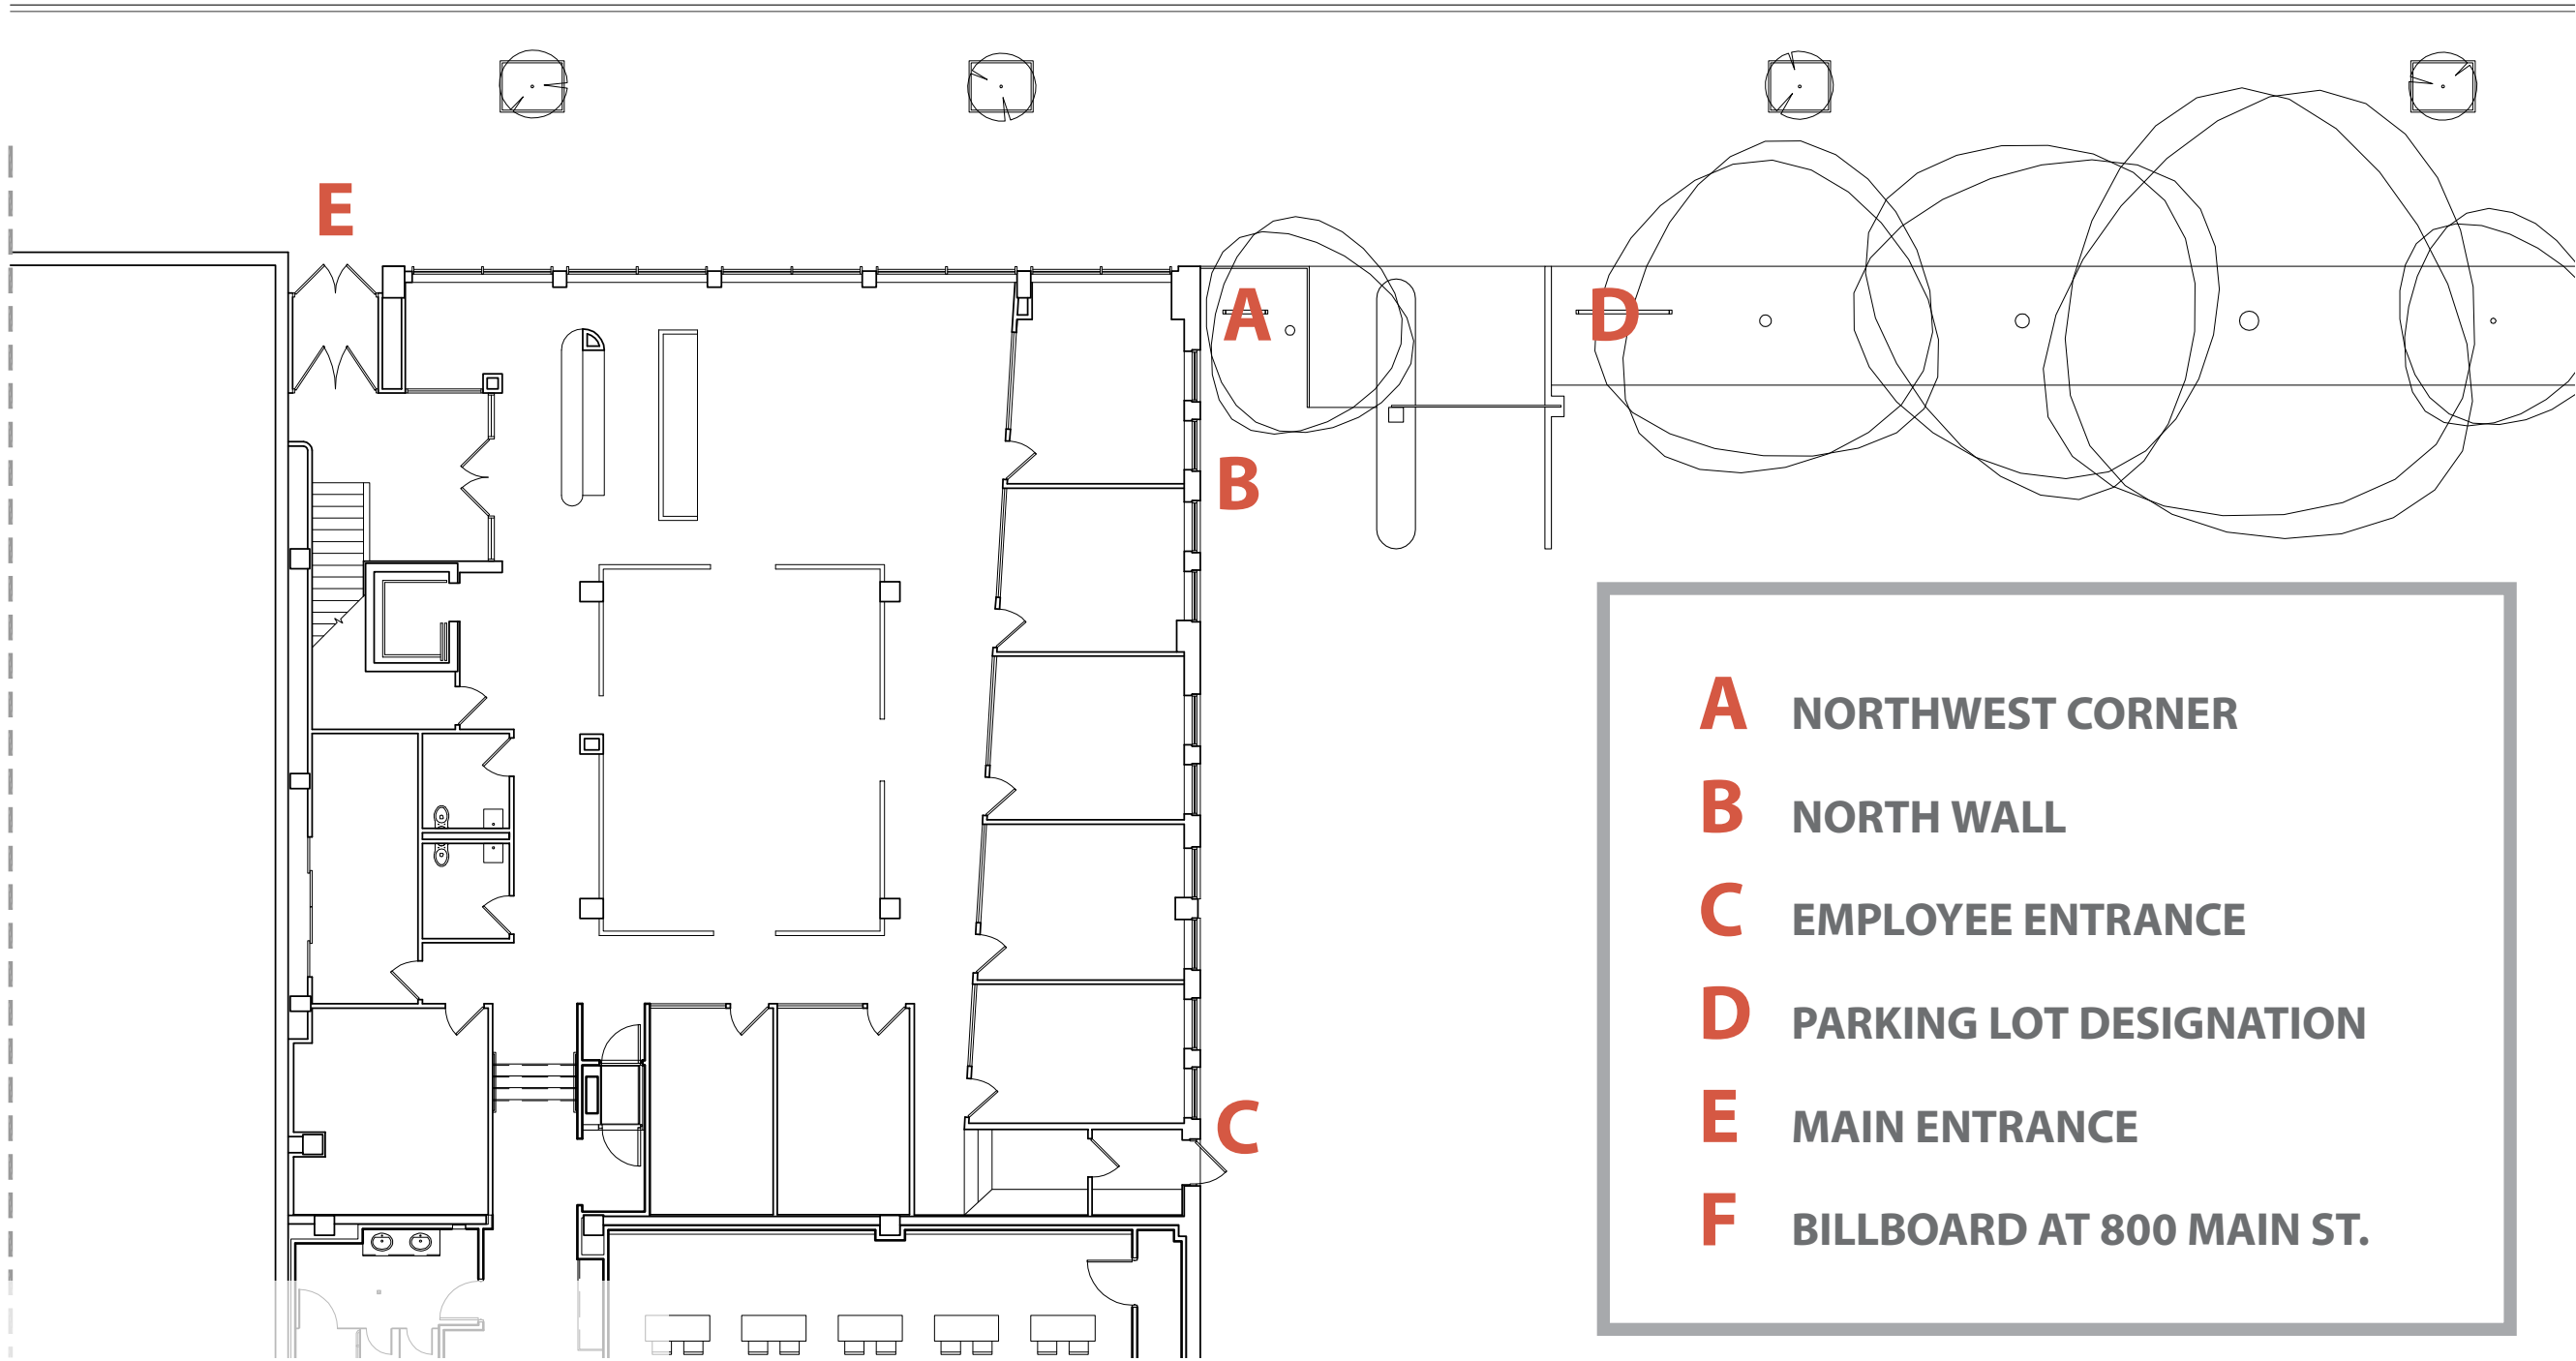 E
A
D
B
C
A NORTHWEST CORNER
B NORTH WALL
C EMPLOYEE ENTRANCE
D PARKING LOT DESIGNATION
E MAIN ENTRANCE
F BILLBOARD AT 800 MAIN ST.